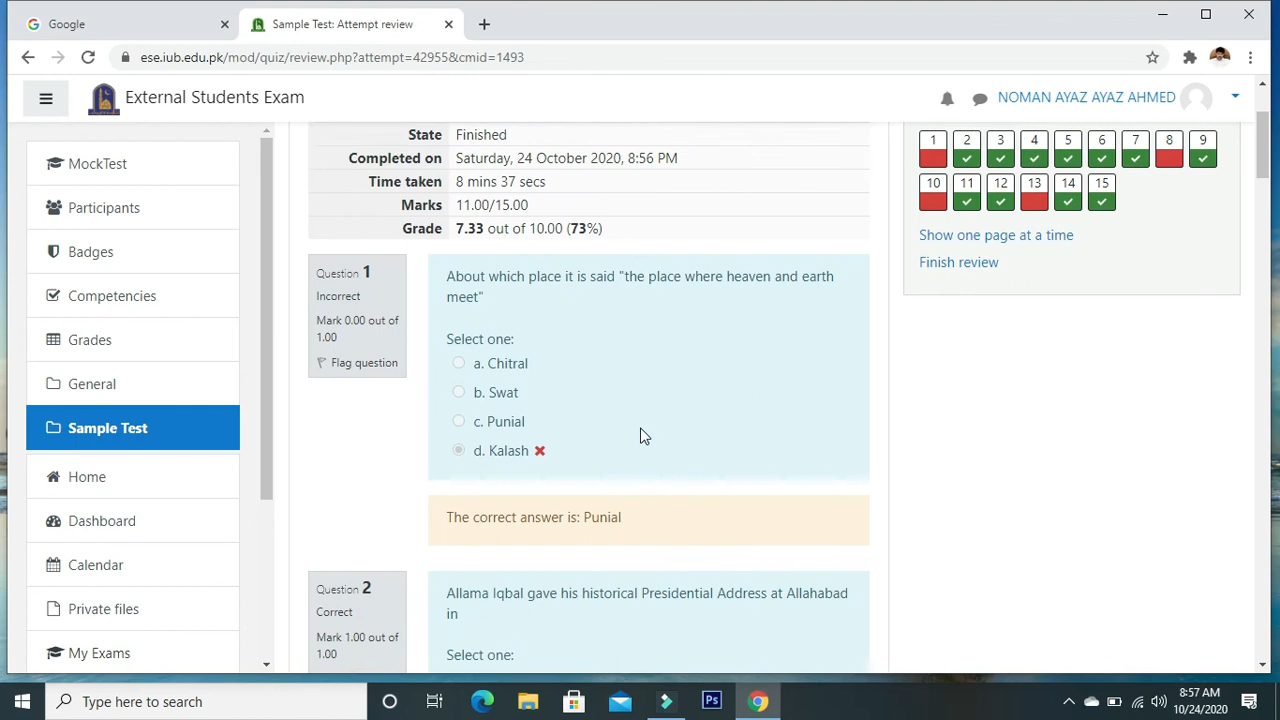 Google
Sample Test: Attempt review
ese.iub.edu.pk/mod/quiz/review.php?attempt=42955&cmid=1493
External Students Exam
NOMAN AYAZ AYAZ AHMED
MockTest
Participants
Badges
Competencies
Grades
General
Sample Test
Home
Dashboard
Calendar
Private files
My Exams
State Finished
Completed on Saturday, 24 October 2020, 8:56 PM
Time taken 8 mins 37 secs
Marks 11.00/15.00
Grade 7.33 out of 10.00 (73%)
Question 1
Incorrect
Mark 0.00 out of
1.00
Flag question
About which place it is said "the place where heaven and earth
meet"
Select one:
a. Chitral
b. Swat
c. Punial
d. Kalash
The correct answer is: Punial
Question 2
Correct
Mark 1.00 out of
1.00
Allama Iqbal gave his historical Presidential Address at Allahabad
in
Select one:
1 2 3 4 5 6 7 8 9
10 11 12 13 14 15
Show one page at a time
Finish review
Type here to search
Ps
8:57 AM
10/24/2020